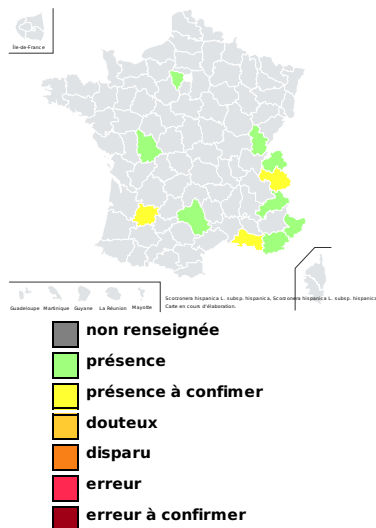 Île-de-France
Guadeloupe Martinique Guyane La Réunion Mayotte
Scorzonera hispanica L. subsp. hispanica, Scorzonera hispanica L. subsp. hispanica
Carte en cours d'élaboration.
non renseignée
présence
présence à confimer
douteux
disparu
erreur
erreur à confirmer